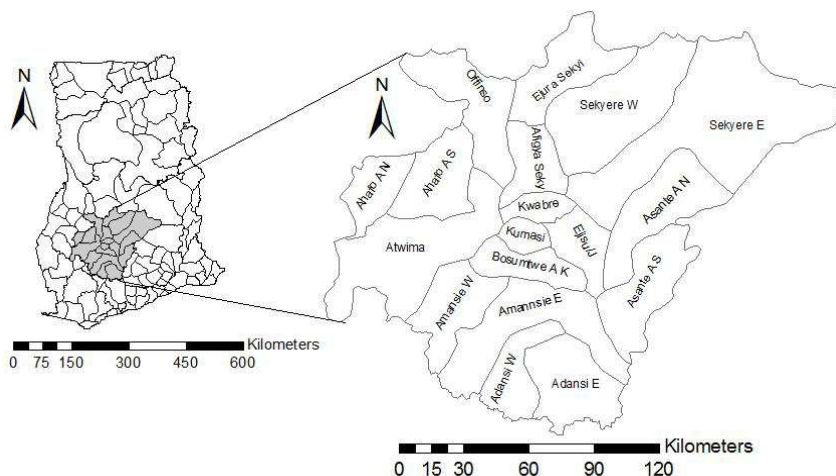 N
Kilometers
0 75 150 300 450 600
N
Offinso
Ejura Sekyi
Sekyere W
Sekyere E
Afigya Seky
Ahafo A N
Ahafo A S
Asante A N
Kwabre
Kumasi
Ejisu/J
Atwima
Bosumtwe A K
Asante A S
Amansie W
Amannsie E
Adansi W
Adansi E
Kilometers
0 15 30 60 90 120